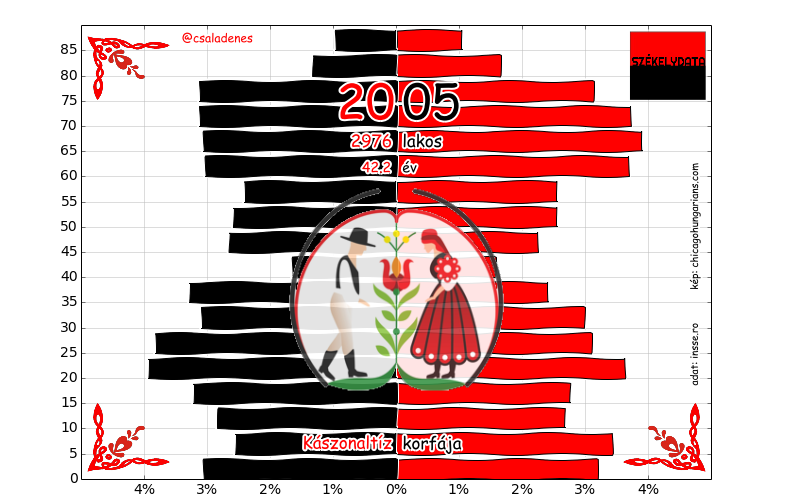 @csaladenes
SZÉKELYDATA
2005
2976 lakos
42.2 év
kép: chicagohungarians.com
adat: insse.ro
Kászonaltíz korfája
85
80
75
70
65
60
55
50
45
40
35
30
25
20
15
10
5
0
4% 3% 2% 1% 0% 1% 2% 3% 4%